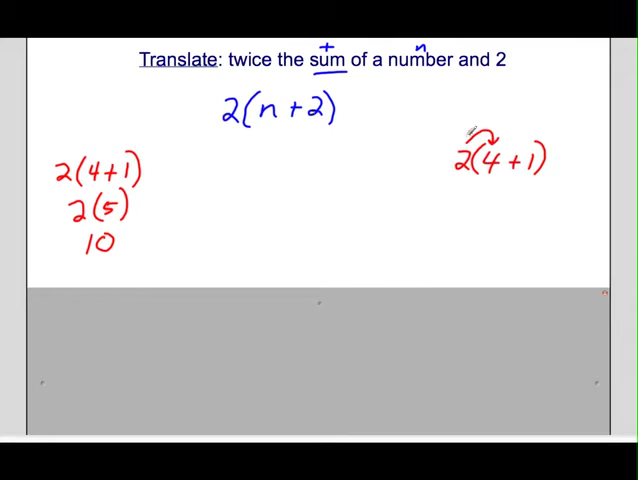 + n
Translate: twice the sum of a number and 2
2(n+2)
2(4+1)
2(5)
10
2(4+1)